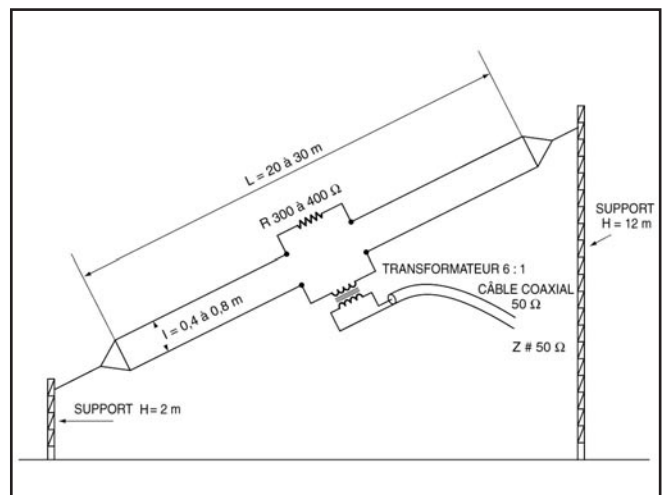 L = 20 à 30 m
R 300 à 400 Ω
SUPPORT
H = 12 m
TRANSFORMATEUR 6 : 1
CÂBLE COAXIAL
50 Ω
l = 0,4 à 0,8 m
Z # 50 Ω
SUPPORT H = 2 m